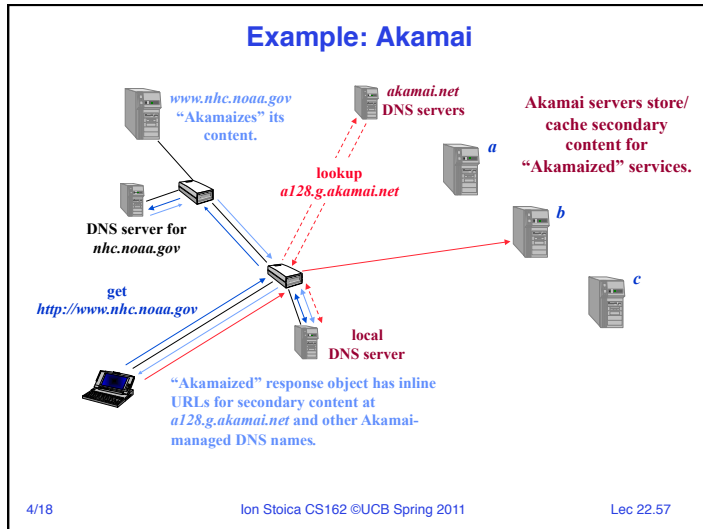 Example: Akamai
www.nhc.noaa.gov
“Akamaizes” its
content.
akamai.net
DNS servers
Akamai servers store/
cache secondary
content for
“Akamaized” services.
a
lookup
a128.g.akamai.net
b
DNS server for
nhc.noaa.gov
c
get
http://www.nhc.noaa.gov
local
DNS server
“Akamaized” response object has inline
URLs for secondary content at
a128.g.akamai.net and other Akamai-
managed DNS names.
4/18
Ion Stoica CS162 ©UCB Spring 2011
Lec 22.57